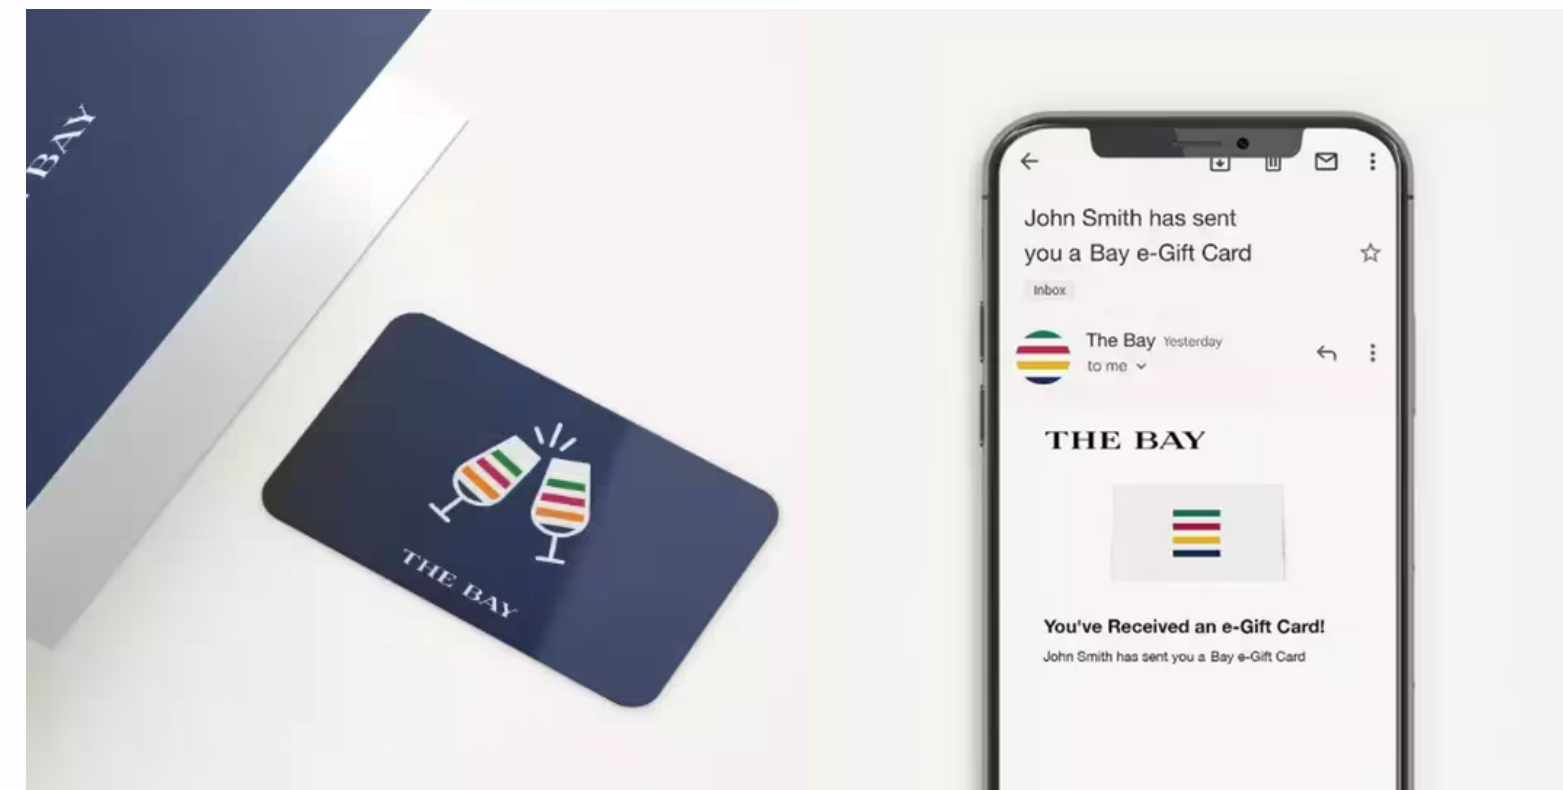 BAY
THE BAY
John Smith has sent
you a Bay e-Gift Card
Inbox
The Bay Yesterday
to me
THE BAY
You've Received an e-Gift Card!
John Smith has sent you a Bay e-Gift Card